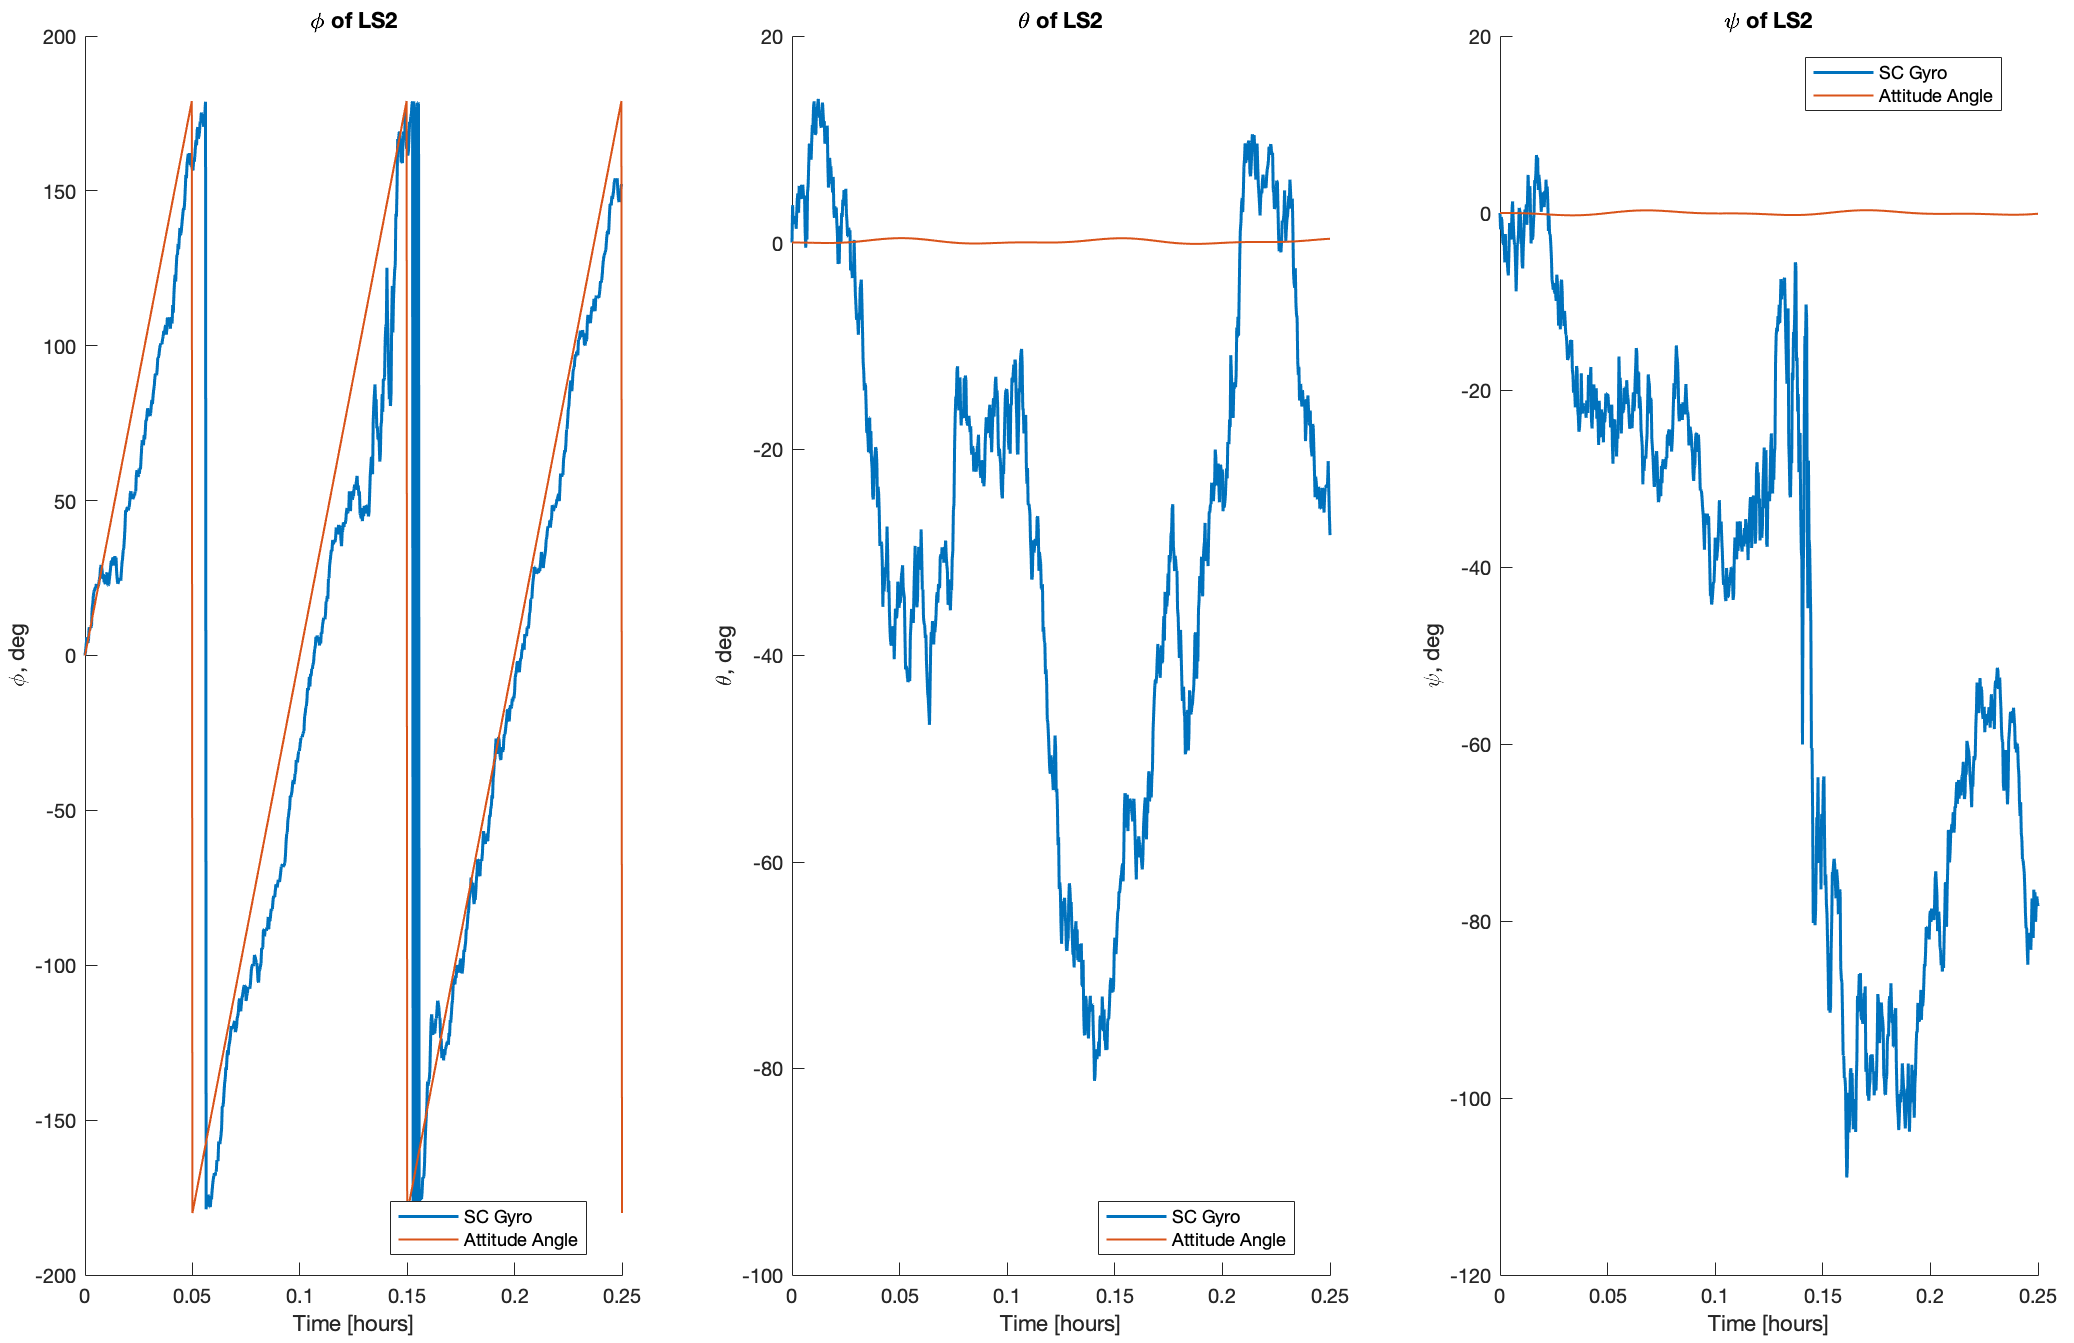 ϕ of LS2
200
150
100
50
0
-50
-100
-150
-200
ϕ, deg
0
0.05
0.1
0.15
0.2
0.25
Time [hours]
SC Gyro
Attitude Angle
θ of LS2
20
0
-20
-40
-60
-80
-100
θ, deg
0
0.05
0.1
0.15
0.2
0.25
Time [hours]
SC Gyro
Attitude Angle
ψ of LS2
20
0
-20
-40
-60
-80
-100
-120
ψ, deg
0
0.05
0.1
0.15
0.2
0.25
Time [hours]
SC Gyro
Attitude Angle